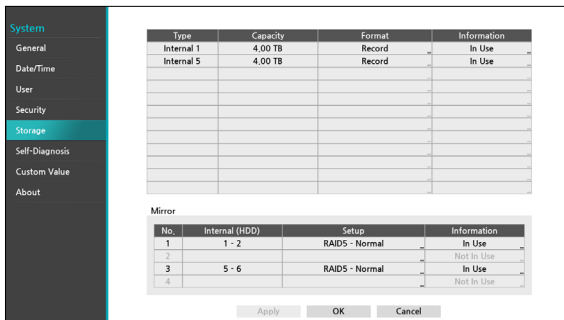 System
General
Date/Time
User
Security
Storage
Self-Diagnosis
Custom Value
About
Type Capacity Format Information
Internal 1 4,00 TB Record ... In Use ...
Internal 5 4,00 TB Record ... In Use ...
Mirror
No. Internal (HDD) Setup Information
1 1 - 2 RAID5 - Normal ... In Use ...
2 ... Not In Use ...
3 5 - 6 RAID5 - Normal ... In Use ...
4 ... Not In Use ...
Apply OK Cancel